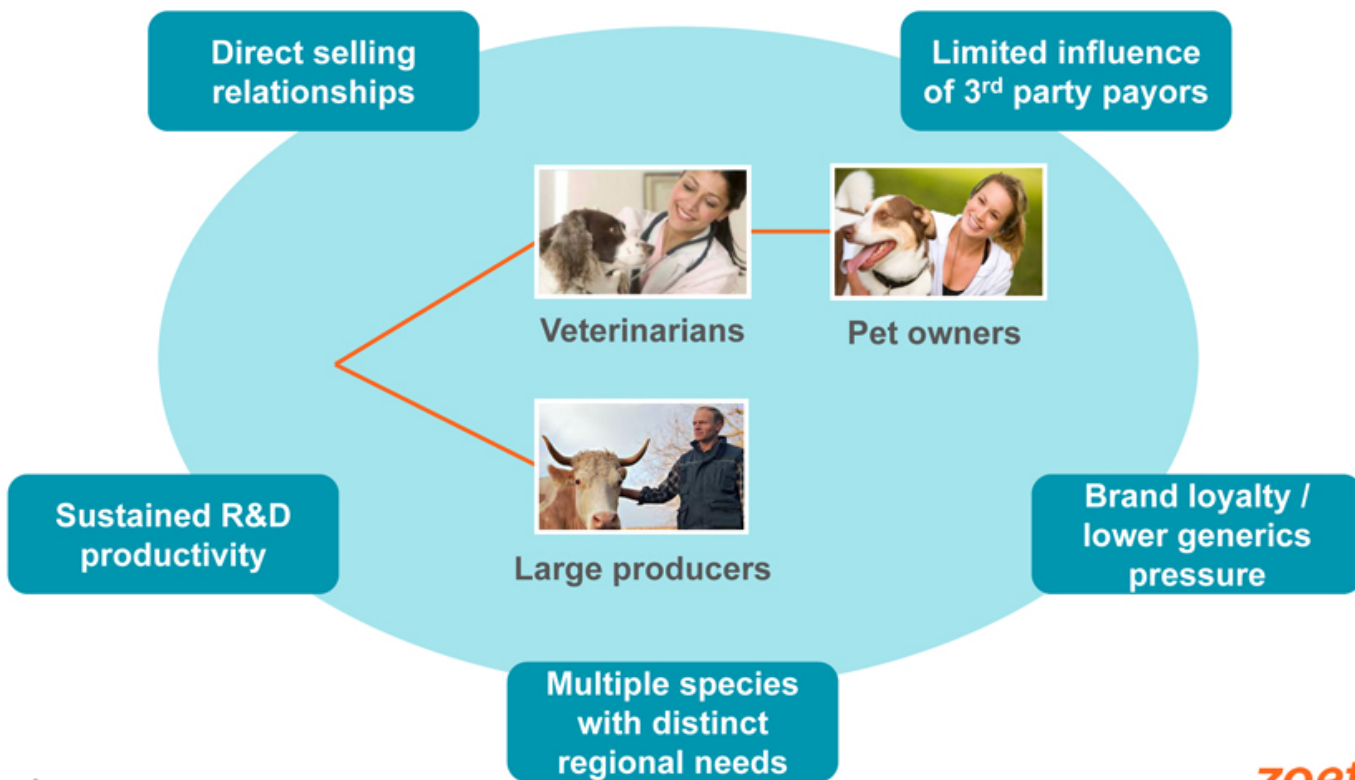 Direct selling
relationships
Limited influence
of 3rd party payors
Veterinarians
Pet owners
Sustained R&D
productivity
Large producers
Brand loyalty /
lower generics
pressure
Multiple species
with distinct
regional needs